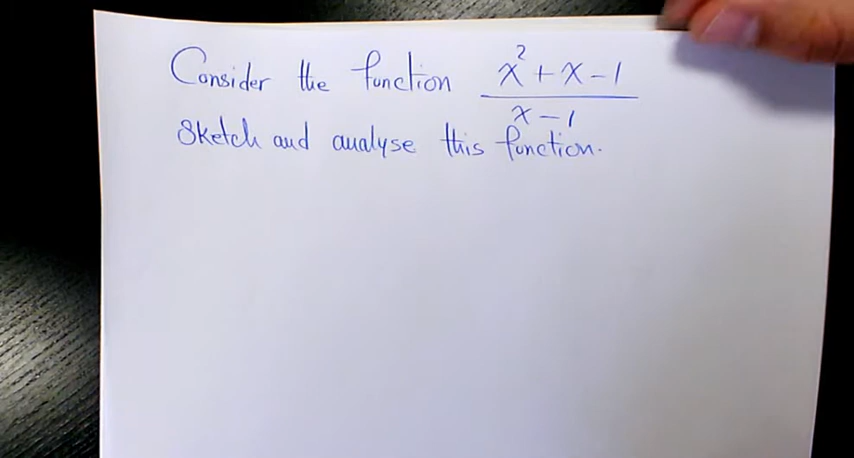 Consider the function x² + x - 1 / x - 1
Sketch and analyse this function.